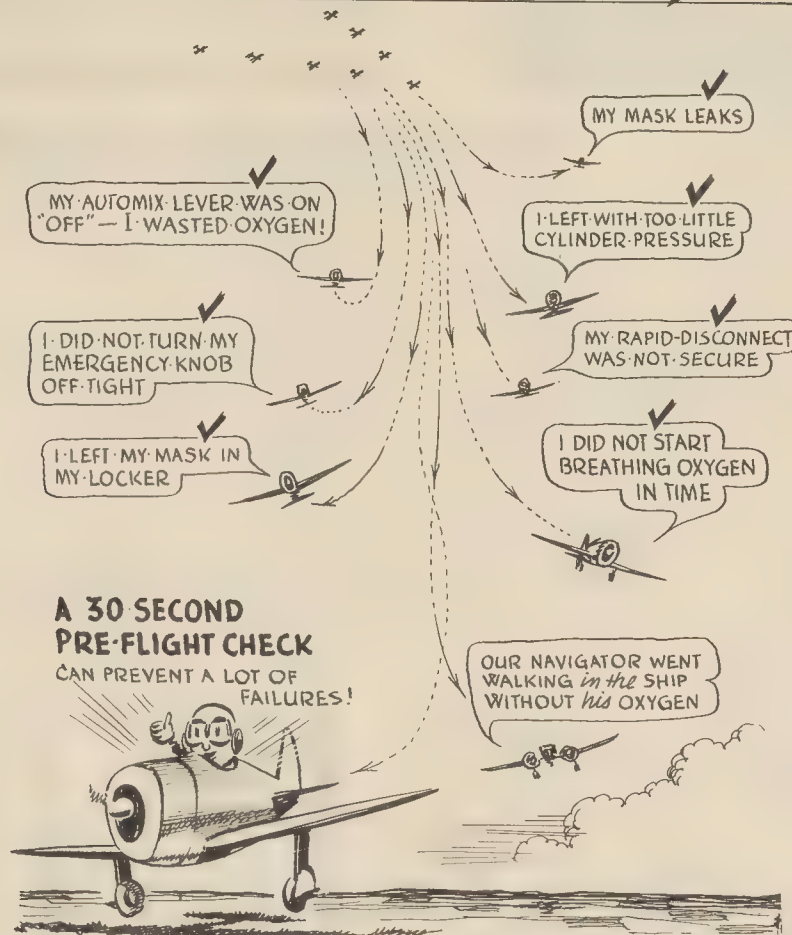 MY MASK LEAKS
MY·AUTOMIX·LEVER·WAS·ON
"OFF"—I·WASTED·OXYGEN!
I·LEFT·WITH·TOO·LITTLE
CYLINDER·PRESSURE
I·DID·NOT·TURN·MY
EMERGENCY·KNOB
OFF·TIGHT
MY·RAPID-DISCONNECT
WAS·NOT·SECURE
I·LEFT·MY·MASK IN
MY·LOCKER
I DID NOT START
BREATHING OXYGEN
IN TIME
A 30·SECOND
PRE-FLIGHT CHECK
CAN PREVENT A LOT OF
FAILURES!
OUR NAVIGATOR WENT
WALKING in the SHIP
WITHOUT his OXYGEN